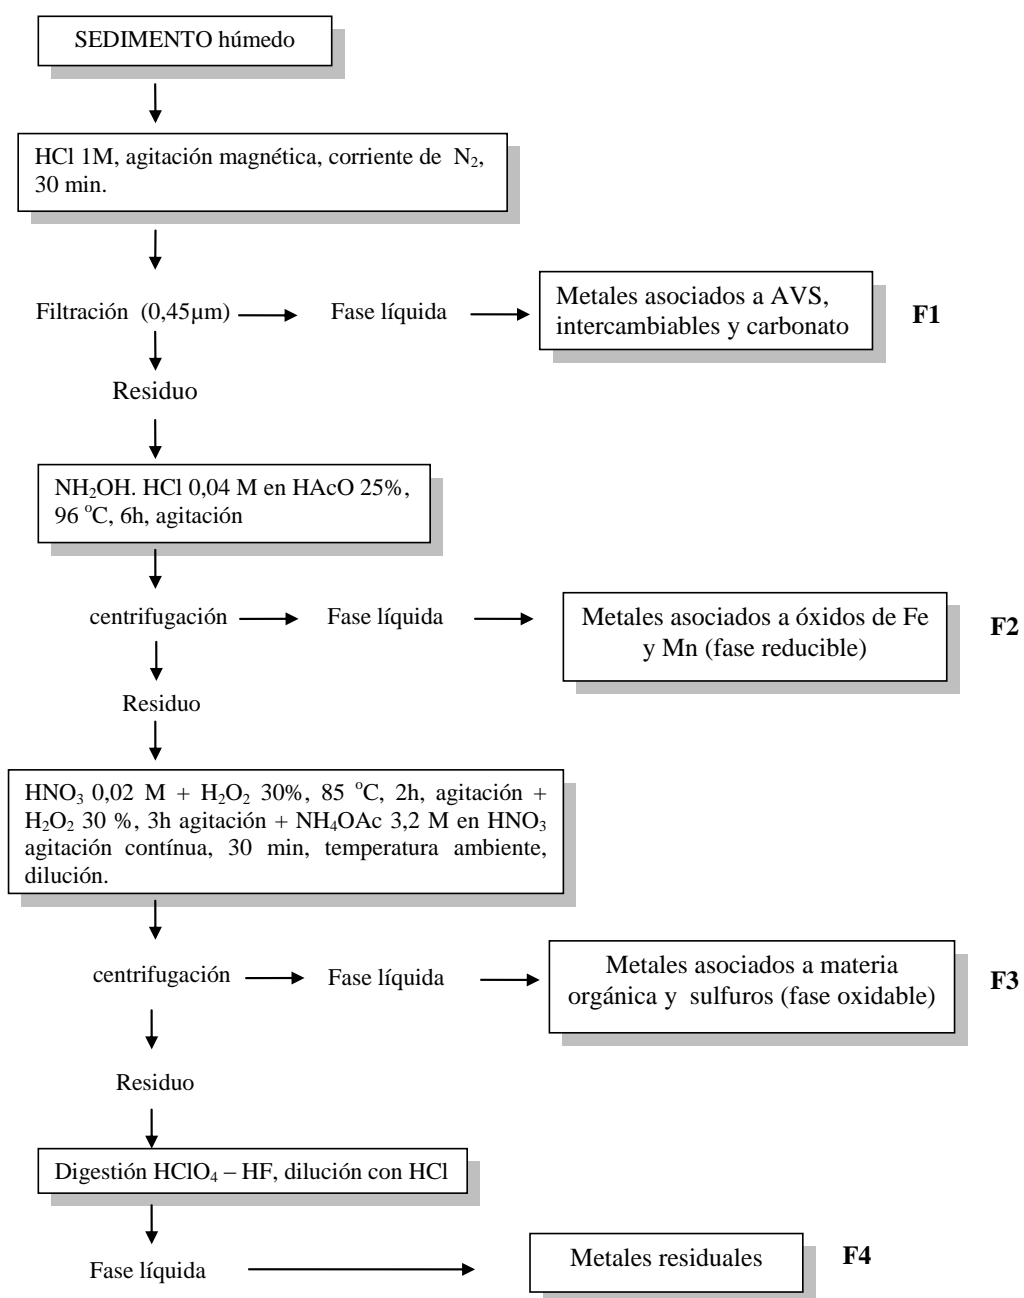 SEDIMENTO húmedo
HCl 1M, agitación magnética, corriente de N₂,
30 min.
Filtración (0,45µm)
Fase líquida
Metales asociados a AVS,
intercambiables y carbonato
F1
Residuo
NH₂OH. HCl 0,04 M en HAcO 25%,
96 °C, 6h, agitación
centrifugación
Fase líquida
Metales asociados a óxidos de Fe
y Mn (fase reducible)
F2
Residuo
HNO₃ 0,02 M + H₂O₂ 30%, 85 °C, 2h, agitación +
H₂O₂ 30 %, 3h agitación + NH₄OAc 3,2 M en HNO₃
agitación contínua, 30 min, temperatura ambiente,
dilución.
centrifugación
Fase líquida
Metales asociados a materia
orgánica y sulfuros (fase oxidable)
F3
Residuo
Digestión HClO₄ – HF, dilución con HCl
Fase líquida
Metales residuales
F4